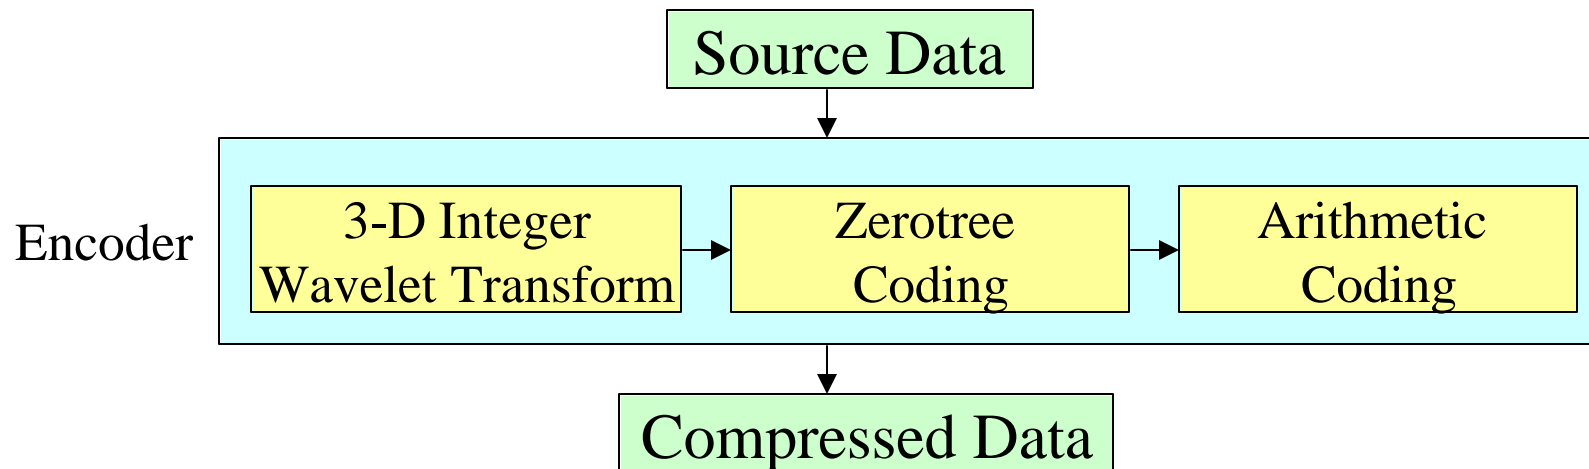 Source Data
Encoder
3-D Integer
Wavelet Transform
Zerotree
Coding
Arithmetic
Coding
Compressed Data